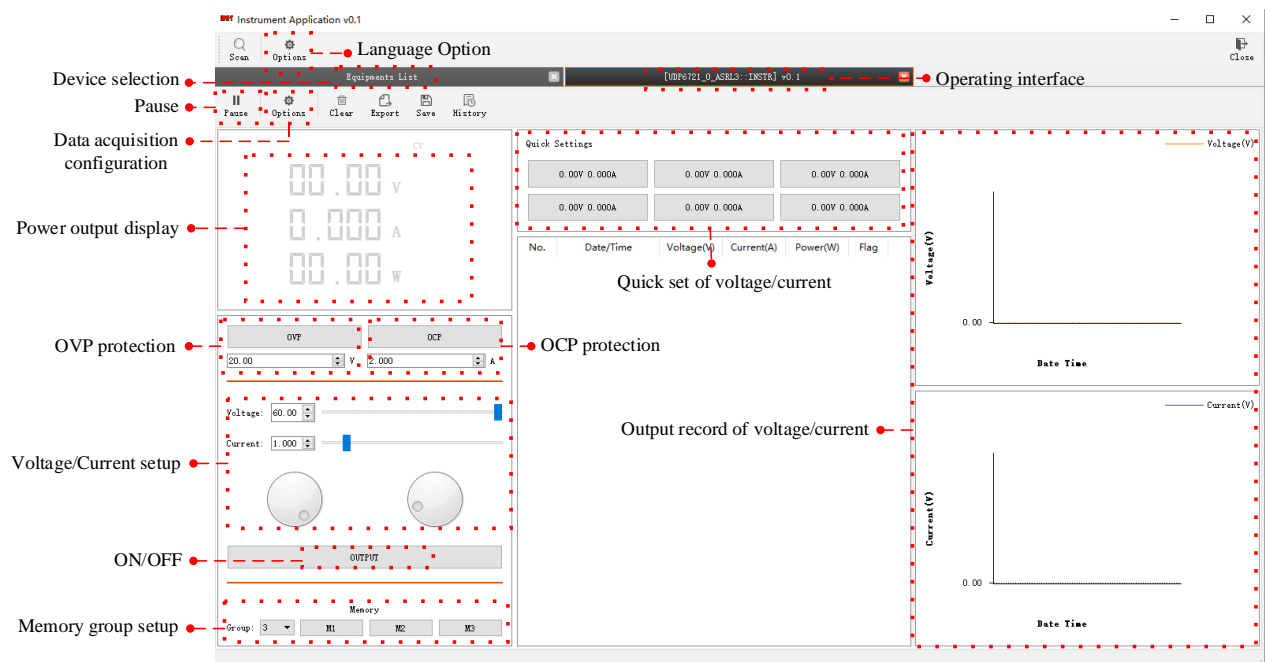 Instrument Application v0.1
Scan
Options
Language Option
Close
Device selection
Equipments List
[UDP6721_0_ASRL3::INSTR] v0.1
Operating interface
Pause
Pause
Options
Clear
Export
Save
History
Data acquisition
configuration
CV
00.00 V
0.000 A
00.00 W
Power output display
Quick Settings
0.00V 0.000A
0.00V 0.000A
0.00V 0.000A
0.00V 0.000A
0.00V 0.000A
0.00V 0.000A
No.
Date/Time
Voltage(V)
Current(A)
Power(W)
Flag
Quick set of voltage/current
Voltage(V)
Voltage(V)
0.00
Date Time
OVP protection
OVP
OCP
20.00
V
2.000
A
OCP protection
Voltage: 60.00
Current: 1.000
Voltage/Current setup
Output record of voltage/current
Current(V)
Current(V)
0.00
Date Time
ON/OFF
OUTPUT
Memory
Memory group setup
Group: 3
M1
M2
M3